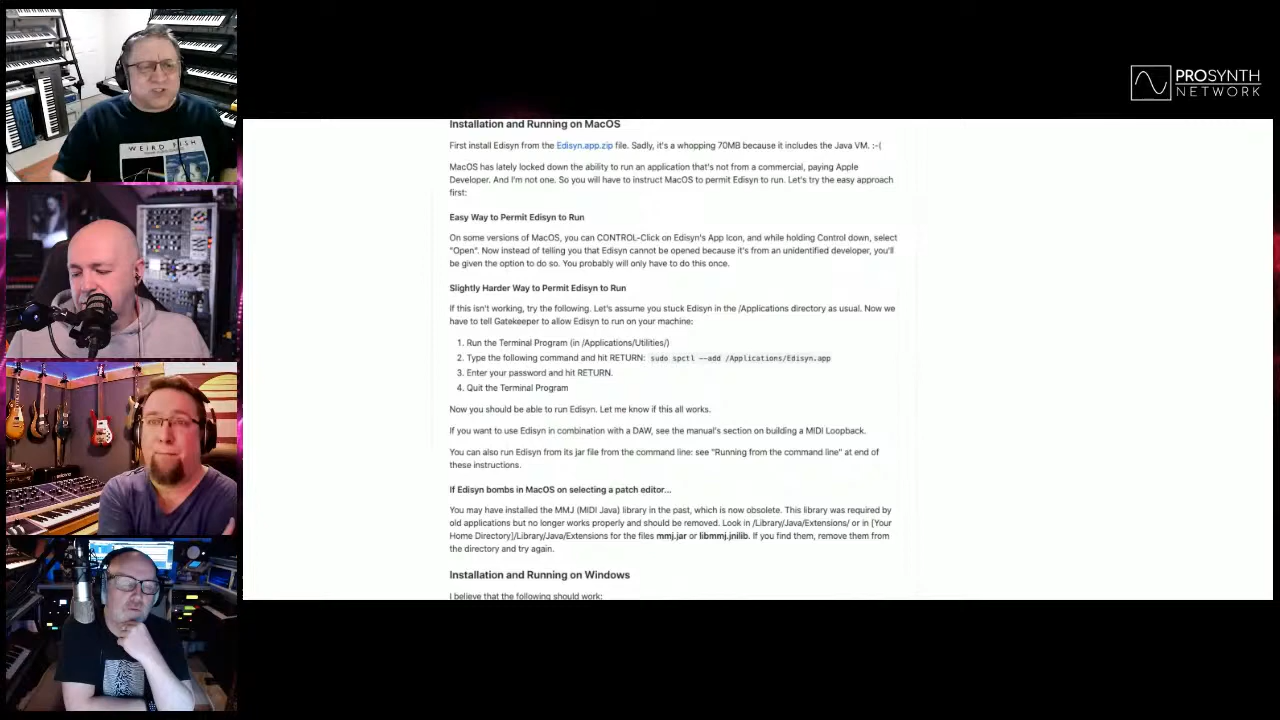 PROSYNTH
NETWORK
WEIRD FISH
Installation and Running on MacOS
First install Edisyn from the Edisyn.app.zip file. Sadly, it's a whopping 70MB because it includes the Java VM. :-(
MacOS has lately locked down the ability to run an application that's not from a commercial, paying Apple
Developer. And I'm not one. So you will have to instruct MacOS to permit Edisyn to run. Let's try the easy approach
first:
Easy Way to Permit Edisyn to Run
On some versions of MacOS, you can CONTROL-Click on Edisyn's App Icon, and while holding Control down, select
"Open". Now instead of telling you that Edisyn cannot be opened because it's from an unidentified developer, you'll
be given the option to do so. You probably will only have to do this once.
Slightly Harder Way to Permit Edisyn to Run
If this isn't working, try the following. Let's assume you stuck Edisyn in the /Applications directory as usual. Now we
have to tell Gatekeeper to allow Edisyn to run on your machine:
1. Run the Terminal Program (in /Applications/Utilities/)
2. Type the following command and hit RETURN: sudo spctl --add /Applications/Edisyn.app
3. Enter your password and hit RETURN.
4. Quit the Terminal Program
Now you should be able to run Edisyn. Let me know if this all works.
If you want to use Edisyn in combination with a DAW, see the manual's section on building a MIDI Loopback.
You can also run Edisyn from its jar file from the command line: see "Running from the command line" at end of
these instructions.
If Edisyn bombs in MacOS on selecting a patch editor...
You may have installed the MMJ (MIDI Java) library in the past, which is now obsolete. This library was required by
old applications but no longer works properly and should be removed. Look in /Library/Java/Extensions/ or in [Your
Home Directory]/Library/Java/Extensions for the files mmj.jar or libmmj.jnilib. If you find them, remove them from
the directory and try again.
Installation and Running on Windows
I believe that the following should work: